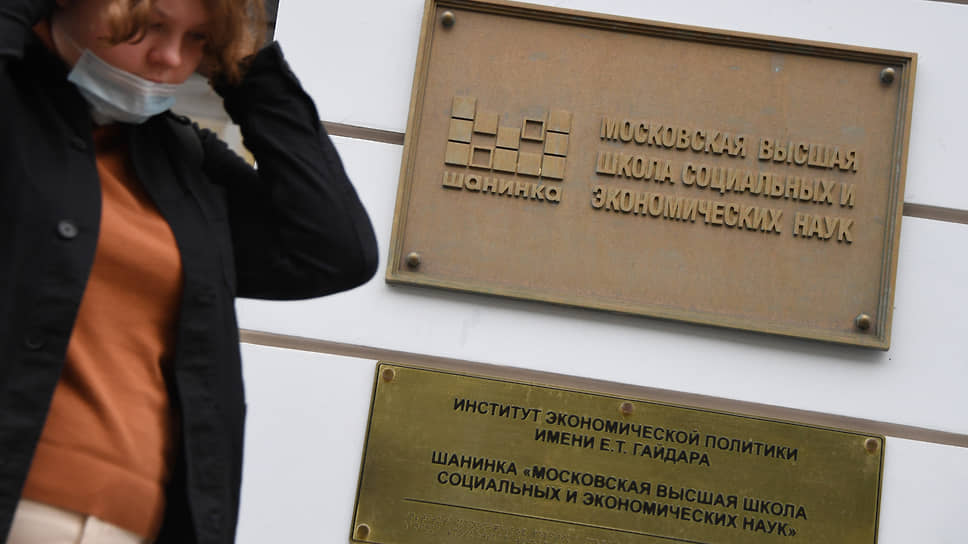 шанинка
МОСКОВСКАЯ ВЫСШАЯ
ШКОЛА СОЦИАЛЬНЫХ И
ЭКОНОМИЧЕСКИХ НАУК
ИНСТИТУТ ЭКОНОМИЧЕСКОЙ ПОЛИТИКИ
ИМЕНИ Е.Т. ГАЙДАРА
ШАНИНКА «МОСКОВСКАЯ ВЫСШАЯ ШКОЛА
СОЦИАЛЬНЫХ И ЭКОНОМИЧЕСКИХ НАУК»